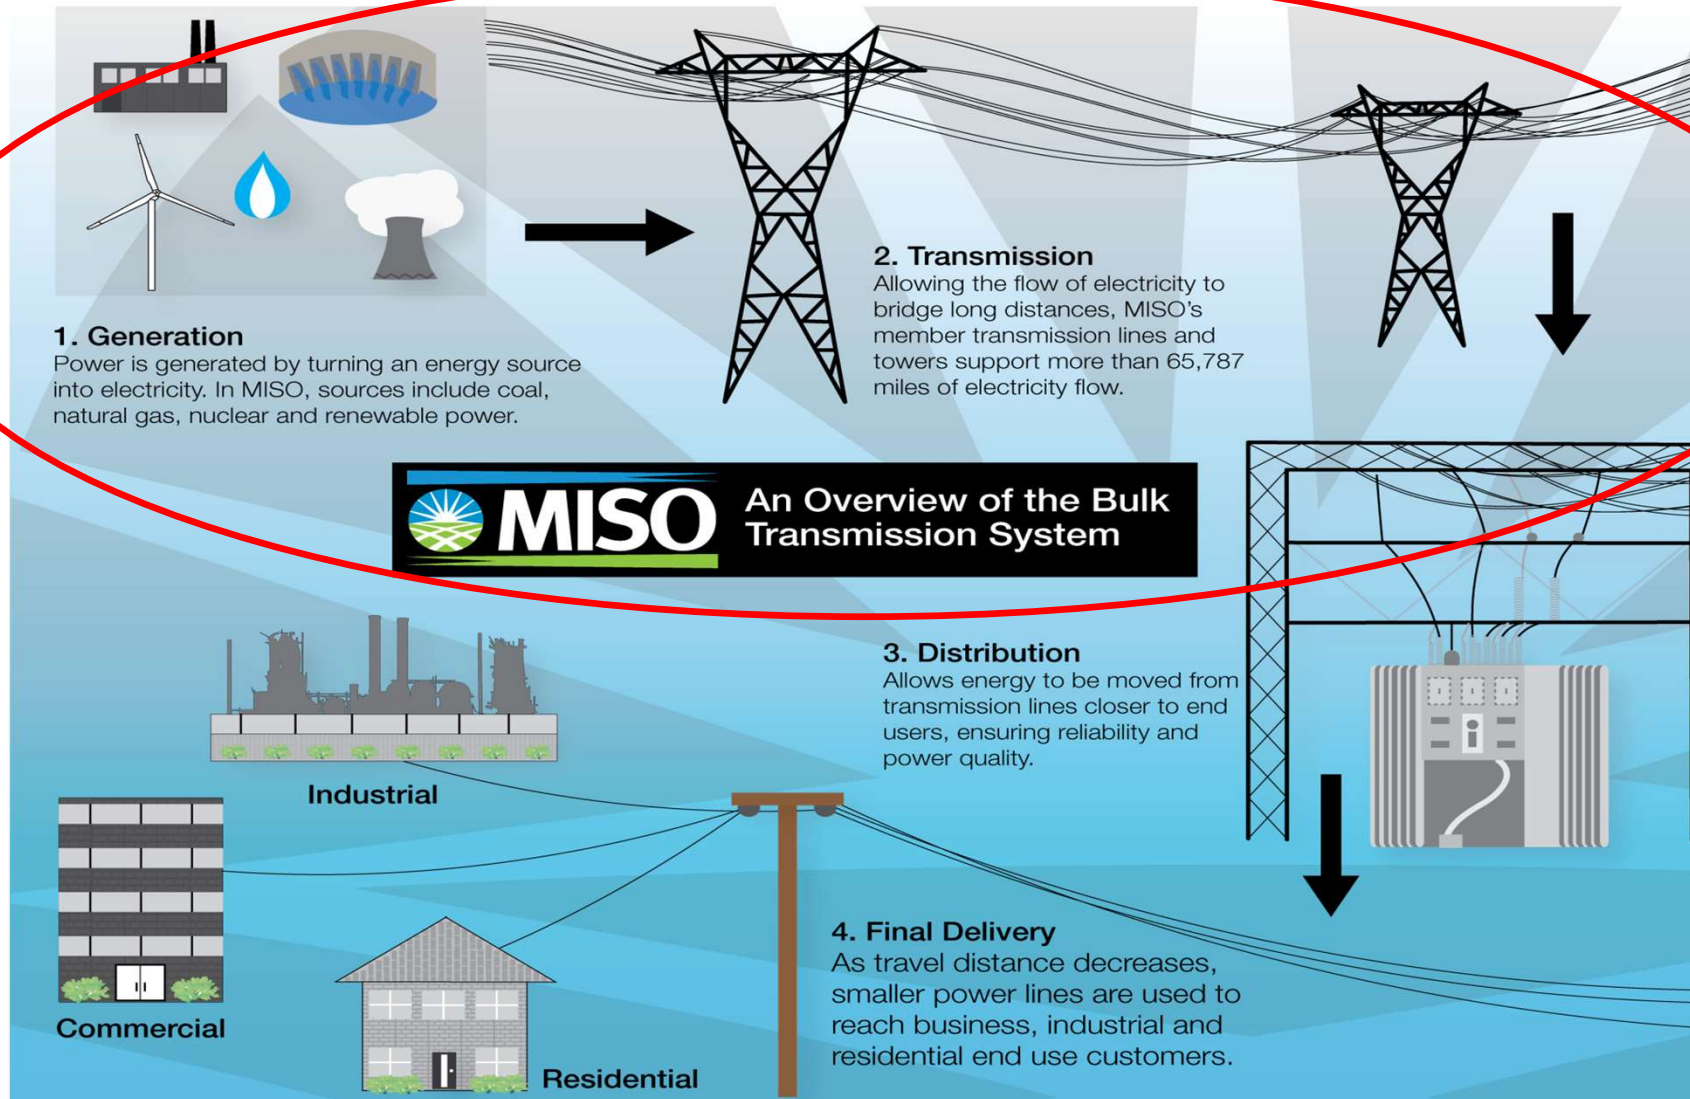 1. Generation
Power is generated by turning an energy source
into electricity. In MISO, sources include coal,
natural gas, nuclear and renewable power.
2. Transmission
Allowing the flow of electricity to
bridge long distances, MISO's
member transmission lines and
towers support more than 65,787
miles of electricity flow.
MISO
An Overview of the Bulk
Transmission System
3. Distribution
Allows energy to be moved from
transmission lines closer to end
users, ensuring reliability and
power quality.
Industrial
Commercial
Residential
4. Final Delivery
As travel distance decreases,
smaller power lines are used to
reach business, industrial and
residential end use customers.